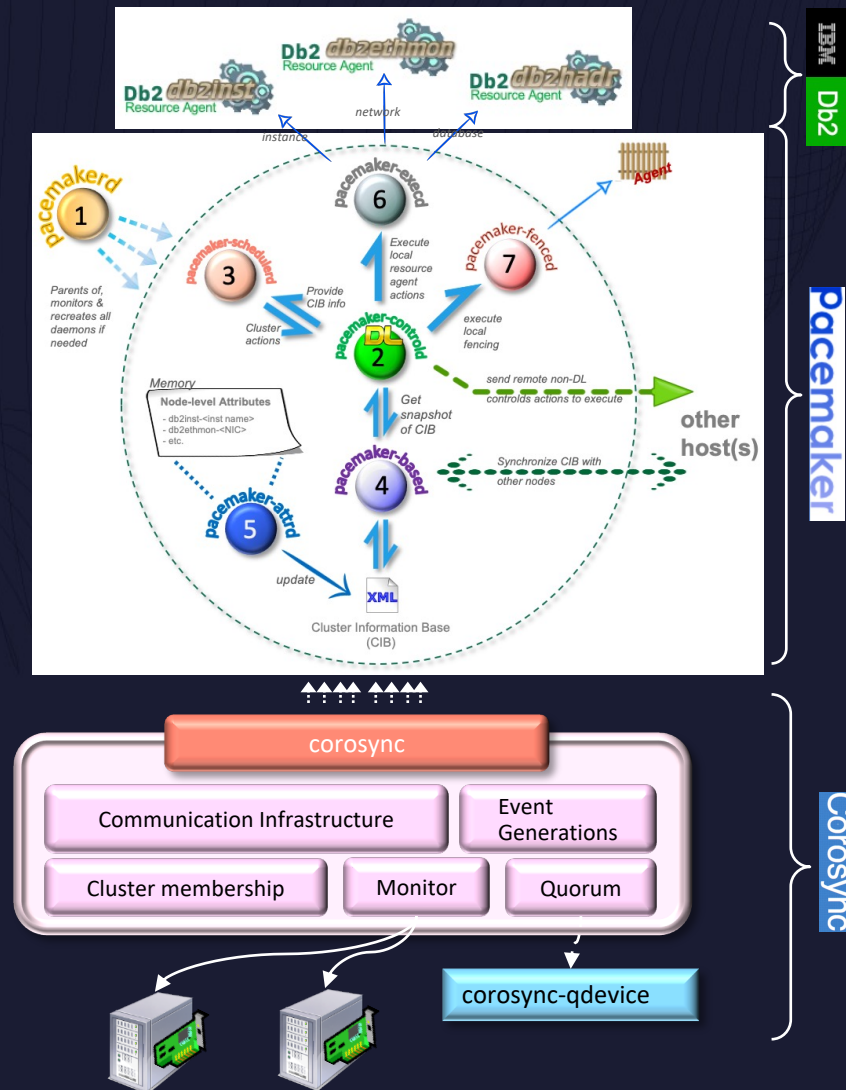 Db2 db2inst
Resource Agent
Db2 db2ethmon
Resource Agent
Db2 db2hadr
Resource Agent
IBM
Db2
instance
network
database
pacemakerd
1
Parents of,
monitors &
recreates all
daemons if
needed
pacemaker-execd
6
Agent
pacemaker-schedulerd
3
Provide
CIB info
Cluster
actions
Execute
local
resource
agent
actions
pacemaker-fenced
7
execute
local
fencing
pacemaker-controld
DL
2
send remote non-DL
controlds actions to execute
other
host(s)
Pacemaker
Memory
Node-level Attributes
- db2inst-<inst name>
- db2ethmon-<NIC>
- etc.
Get
snapshot
of CIB
pacemaker-based
4
Synchronize CIB with
other nodes
pacemaker-attrd
5
update
XML
Cluster Information Base
(CIB)
corosync
Communication Infrastructure
Event
Generations
Cluster membership
Monitor
Quorum
Corosync
corosync-qdevice